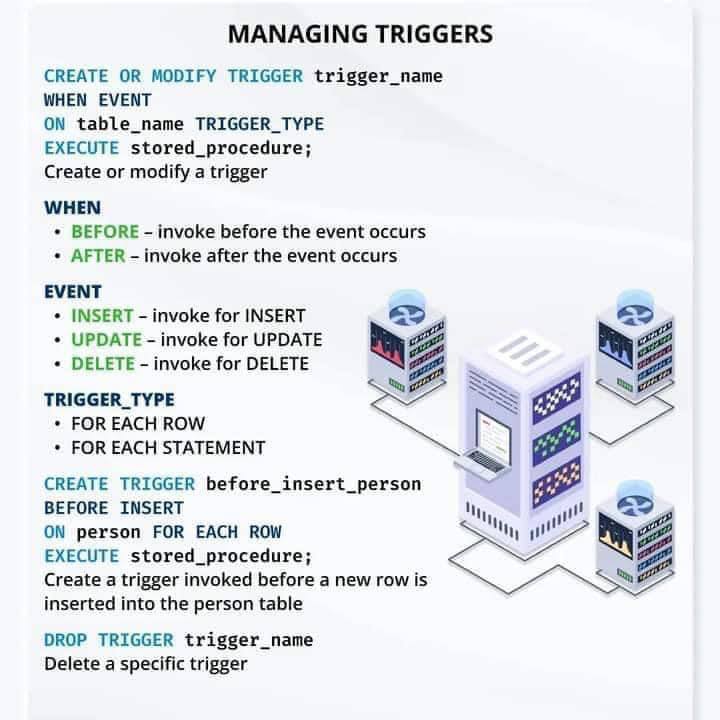 MANAGING TRIGGERS
CREATE OR MODIFY TRIGGER trigger_name
WHEN EVENT
ON table_name TRIGGER_TYPE
EXECUTE stored_procedure;
Create or modify a trigger
WHEN
• BEFORE – invoke before the event occurs
• AFTER – invoke after the event occurs
EVENT
• INSERT – invoke for INSERT
• UPDATE – invoke for UPDATE
• DELETE – invoke for DELETE
TRIGGER_TYPE
• FOR EACH ROW
• FOR EACH STATEMENT
CREATE TRIGGER before_insert_person
BEFORE INSERT
ON person FOR EACH ROW
EXECUTE stored_procedure;
Create a trigger invoked before a new row is
inserted into the person table
DROP TRIGGER trigger_name
Delete a specific trigger